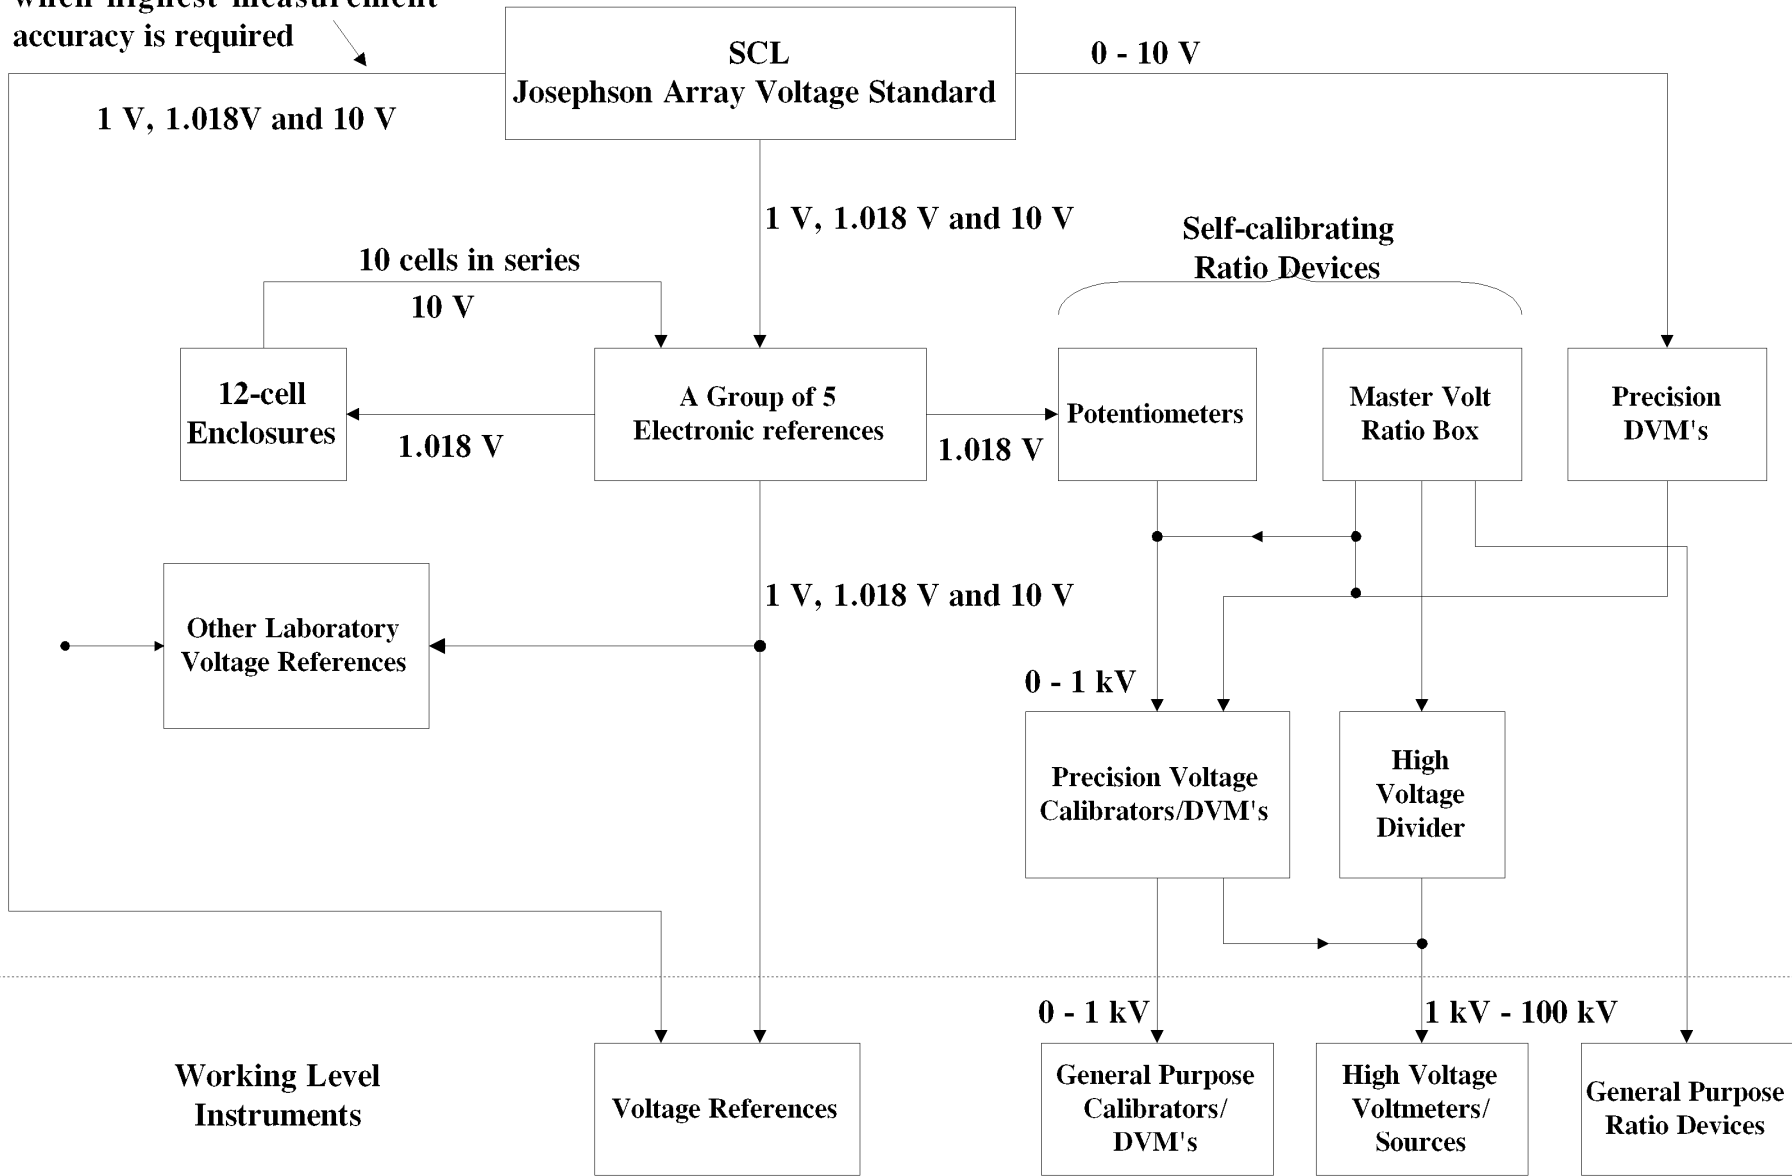 when highest measurement
accuracy is required
SCL
Josephson Array Voltage Standard
0 - 10 V
1 V, 1.018V and 10 V
1 V, 1.018 V and 10 V
Self-calibrating
Ratio Devices
10 cells in series
10 V
12-cell
Enclosures
A Group of 5
Electronic references
Potentiometers
Master Volt
Ratio Box
Precision
DVM's
1.018 V
1.018 V
1 V, 1.018 V and 10 V
Other Laboratory
Voltage References
0 - 1 kV
Precision Voltage
Calibrators/DVM's
High
Voltage
Divider
0 - 1 kV
1 kV - 100 kV
Working Level
Instruments
Voltage References
General Purpose
Calibrators/
DVM's
High Voltage
Voltmeters/
Sources
General Purpose
Ratio Devices